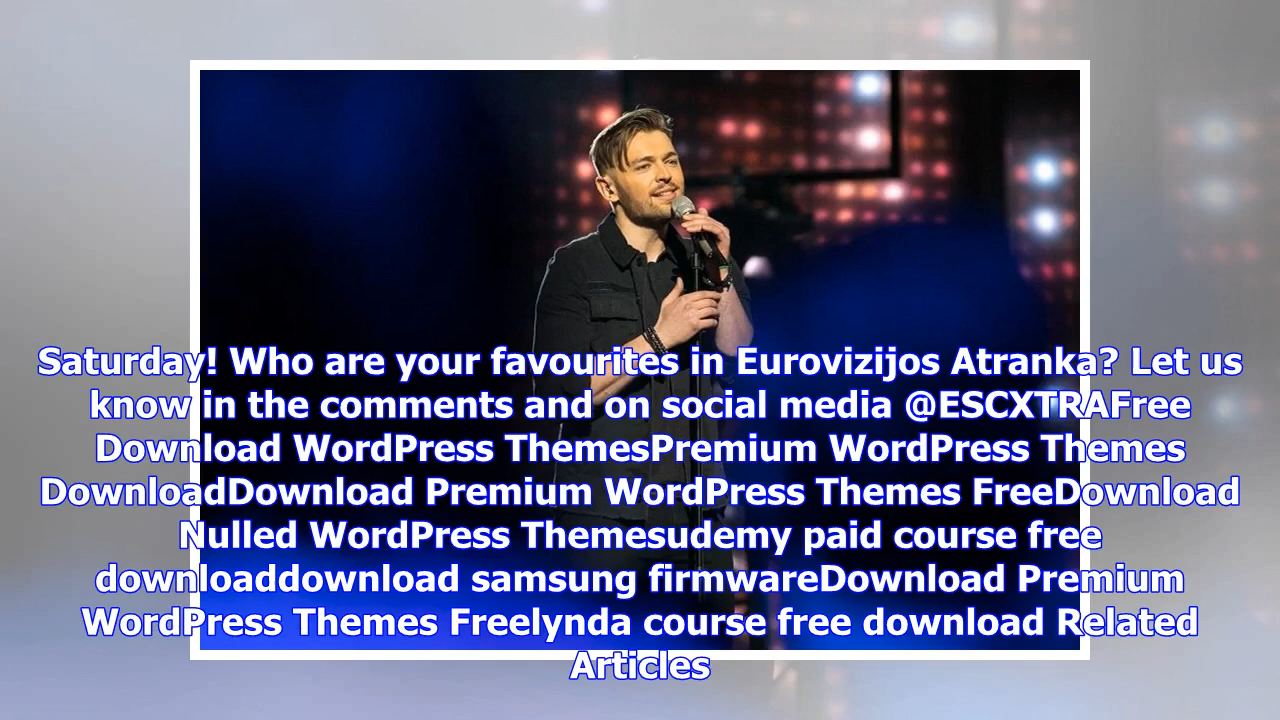 Saturday! Who are your favourites in Eurovizijos Atranka? Let us
know in the comments and on social media @ESCXTRAFree
Download WordPress ThemesPremium WordPress Themes
DownloadDownload Premium WordPress Themes FreeDownload
Nulled WordPress Themesudemy paid course free
downloaddownload samsung firmwareDownload Premium
WordPress Themes Freelynda course free download Related
Articles